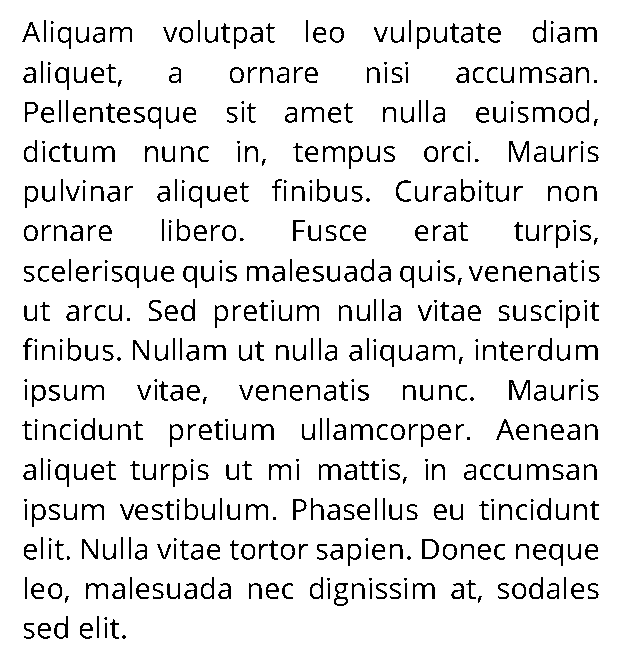 Aliquam volutpat leo vulputate diam
aliquet, a ornare nisi accumsan.
Pellentesque sit amet nulla euismod,
dictum nunc in, tempus orci. Mauris
pulvinar aliquet finibus. Curabitur non
ornare libero. Fusce erat turpis,
scelerisque quis malesuada quis, venenatis
ut arcu. Sed pretium nulla vitae suscipit
finibus. Nullam ut nulla aliquam, interdum
ipsum vitae, venenatis nunc. Mauris
tincidunt pretium ullamcorper. Aenean
aliquet turpis ut mi mattis, in accumsan
ipsum vestibulum. Phasellus eu tincidunt
elit. Nulla vitae tortor sapien. Donec neque
leo, malesuada nec dignissim at, sodales
sed elit.